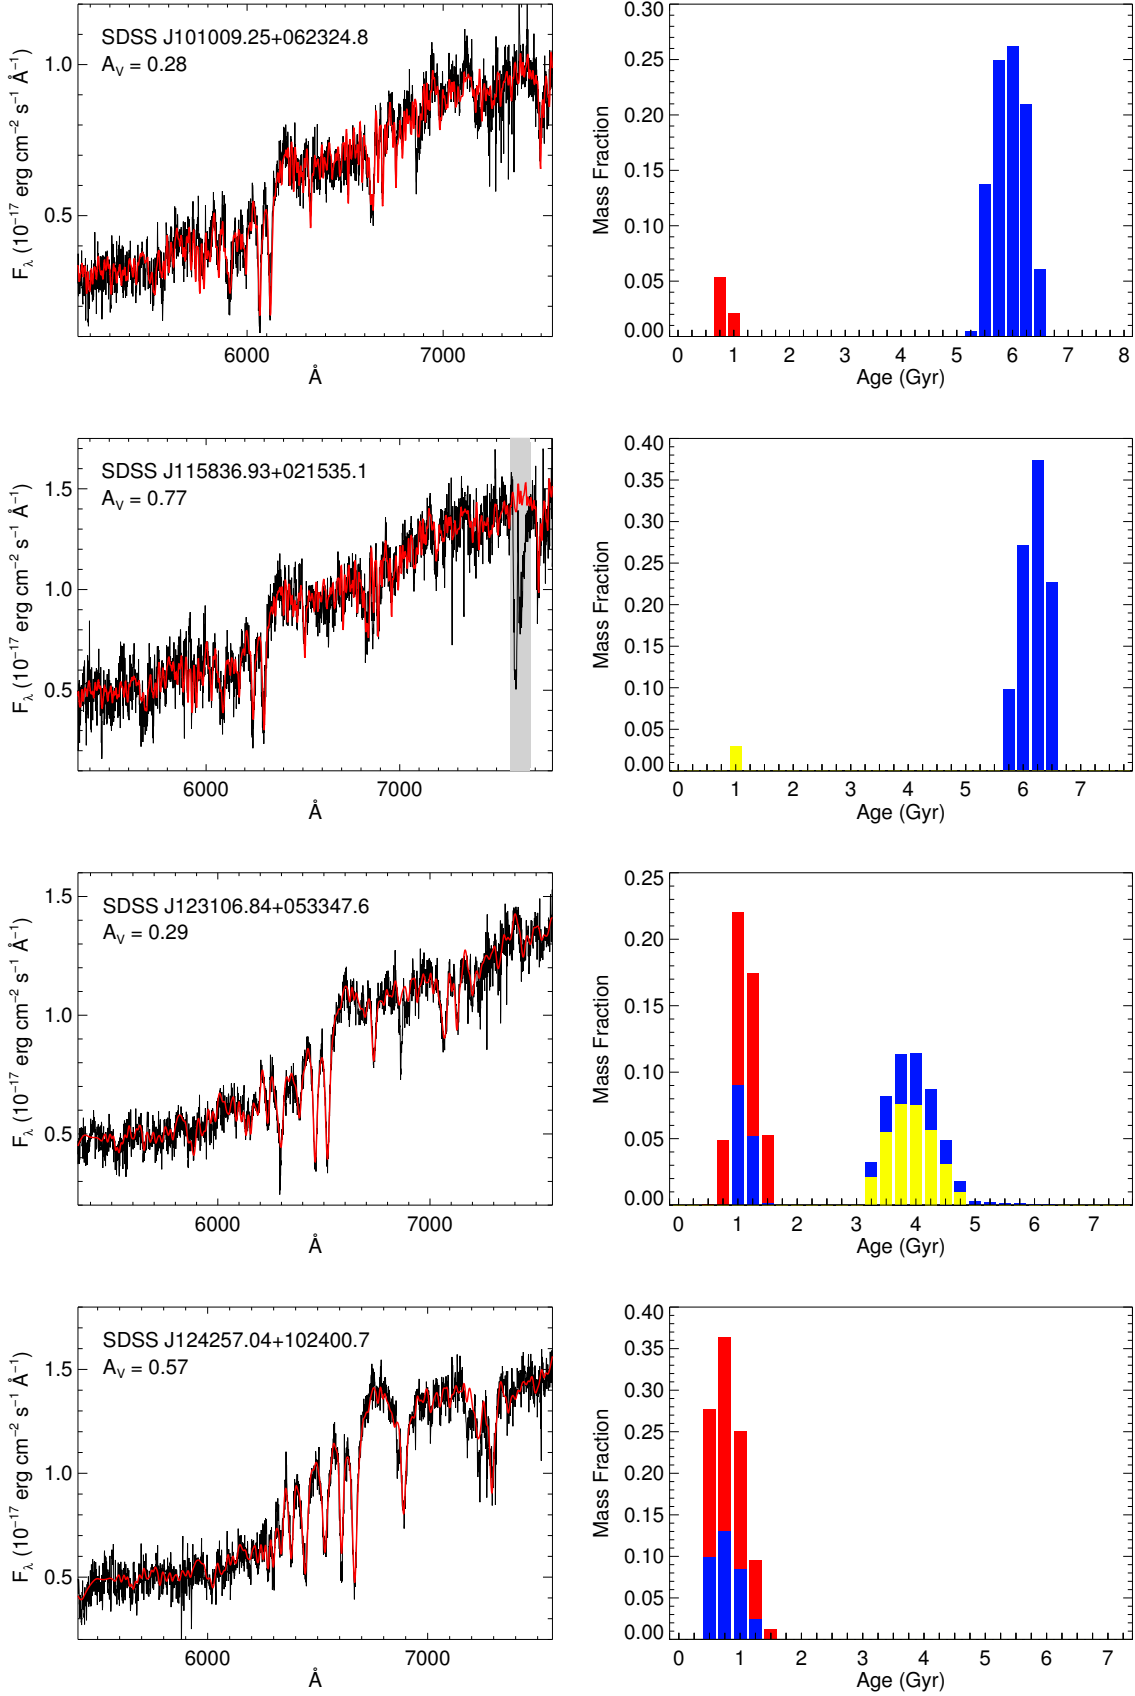 SDSS J101009.25+062324.8
A_V = 0.28
1.0
0.5
F_λ (10⁻¹⁷ erg cm⁻² s⁻¹ Å⁻¹)
6000 7000
Å
0.30
0.25
0.20
0.15
0.10
0.05
0.00
Mass Fraction
0 1 2 3 4 5 6 7 8
Age (Gyr)
SDSS J115836.93+021535.1
A_V = 0.77
1.5
1.0
0.5
F_λ (10⁻¹⁷ erg cm⁻² s⁻¹ Å⁻¹)
6000 7000
Å
0.40
0.35
0.30
0.25
0.20
0.15
0.10
0.05
0.00
Mass Fraction
0 1 2 3 4 5 6 7
Age (Gyr)
SDSS J123106.84+053347.6
A_V = 0.29
1.5
1.0
0.5
F_λ (10⁻¹⁷ erg cm⁻² s⁻¹ Å⁻¹)
6000 7000
Å
0.25
0.20
0.15
0.10
0.05
0.00
Mass Fraction
0 1 2 3 4 5 6 7
Age (Gyr)
SDSS J124257.04+102400.7
A_V = 0.57
1.5
1.0
0.5
F_λ (10⁻¹⁷ erg cm⁻² s⁻¹ Å⁻¹)
6000 7000
Å
0.40
0.35
0.30
0.25
0.20
0.15
0.10
0.05
0.00
Mass Fraction
0 1 2 3 4 5 6 7
Age (Gyr)